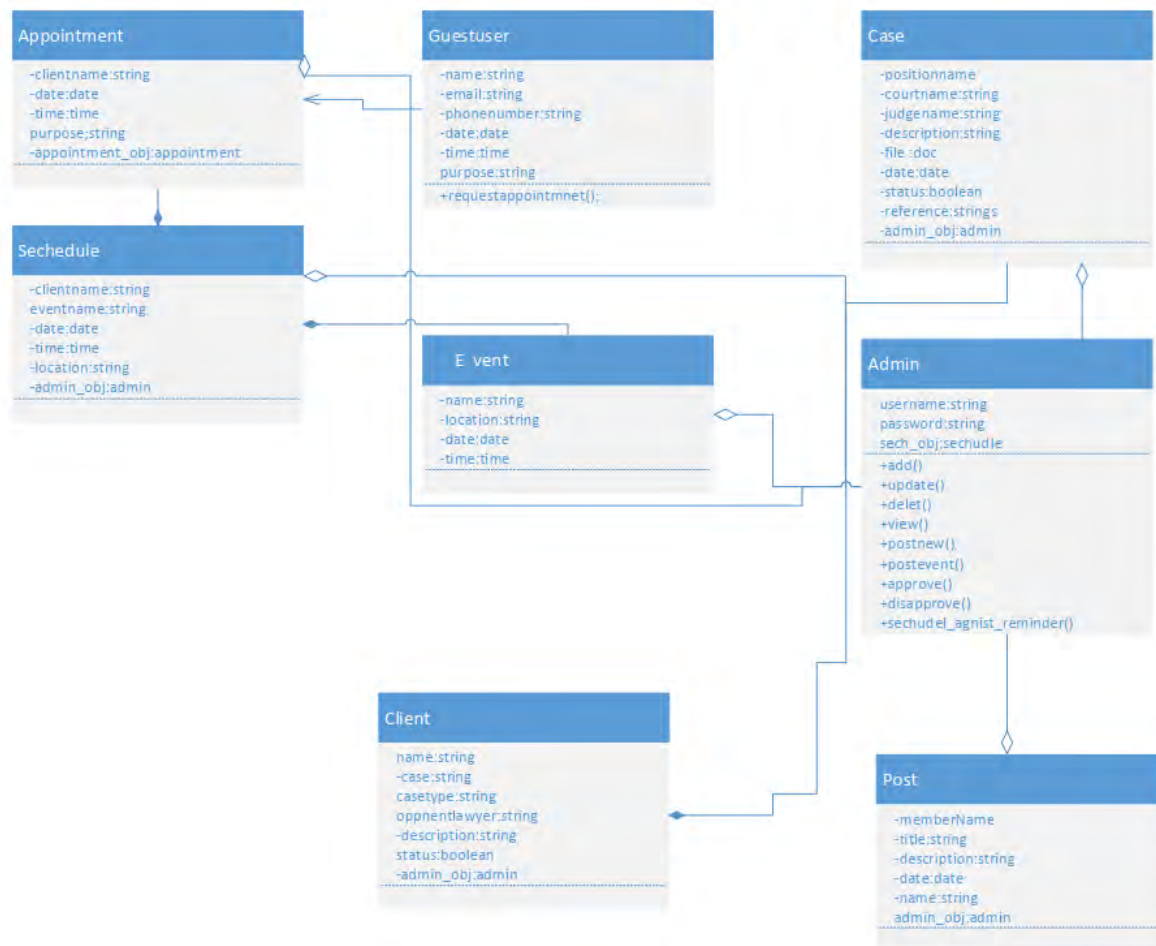 Appointment
-clientname:string
-date:date
-time:time
purpose:string
-appointment_obj:appointment
Guestuser
-name:string
-email:string
-phonenumber:string
-date:date
-time:time
purpose:string
+requestappointmnet();
Case
-positionname
-courtname:string
-judgename:string
-description:string
-file :doc
-date:date
-status:boolean
-reference:strings
-admin_obj:admin
Sechedule
-clientname:string
eventname:string
-date:date
-time:time
-location:string
-admin_obj:admin
E vent
-name:string
-location:string
-date:date
-time:time
Admin
username:string
password:string
sech_obj:sechudle
+add()
+update()
+delet()
+view()
+postnew()
+postevent()
+approve()
+disapprove()
+sechudel_agnist_reminder()
Client
name:string
-case:string
casetype:string
oppnentlawyer:string
-description:string
status:boolean
-admin_obj:admin
Post
-memberName
-title:string
-description:string
-date:date
-name:string
admin_obj:admin